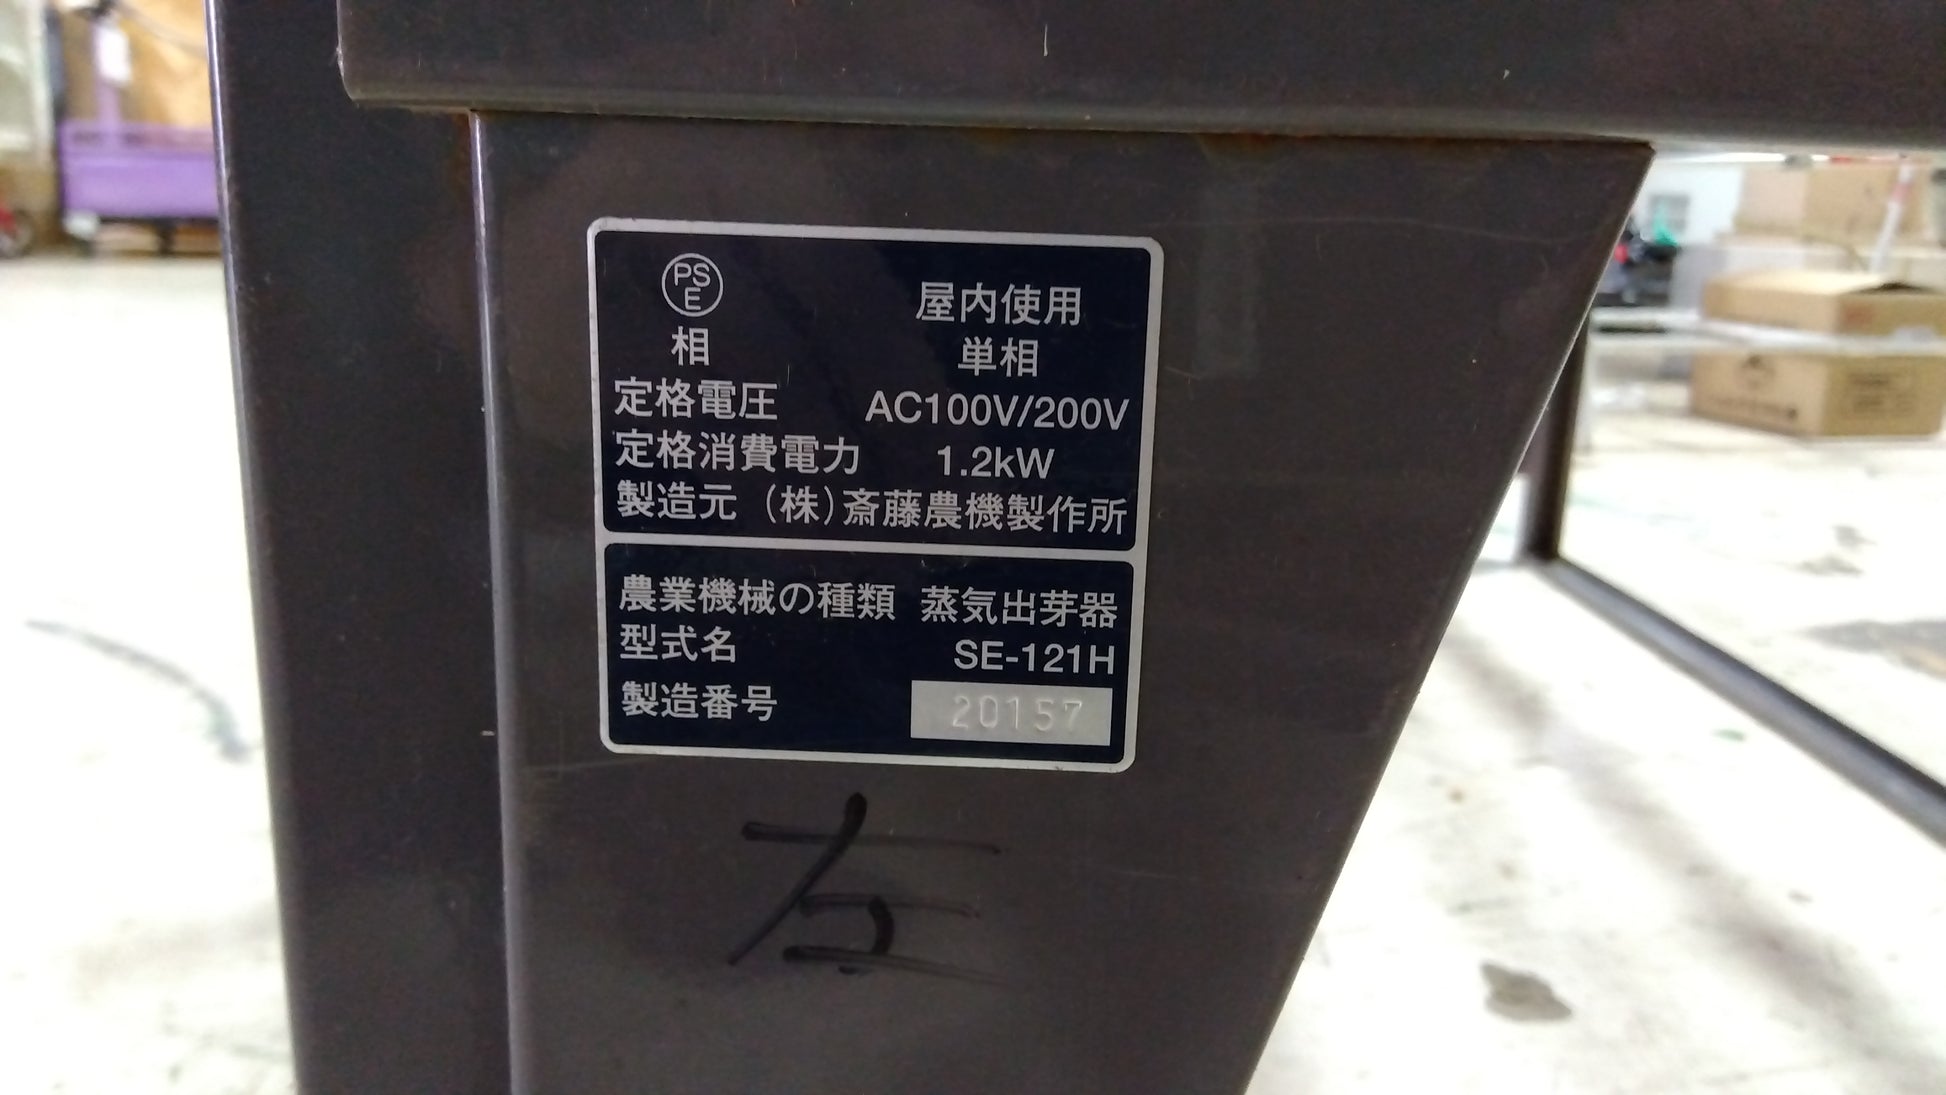 PSE
屋内使用
相 単相
定格電圧 AC100V/200V
定格消費電力 1.2kW
製造元 (株)斎藤農機製作所
農業機械の種類 蒸気出芽器
型式名 SE-121H
製造番号 20157
左